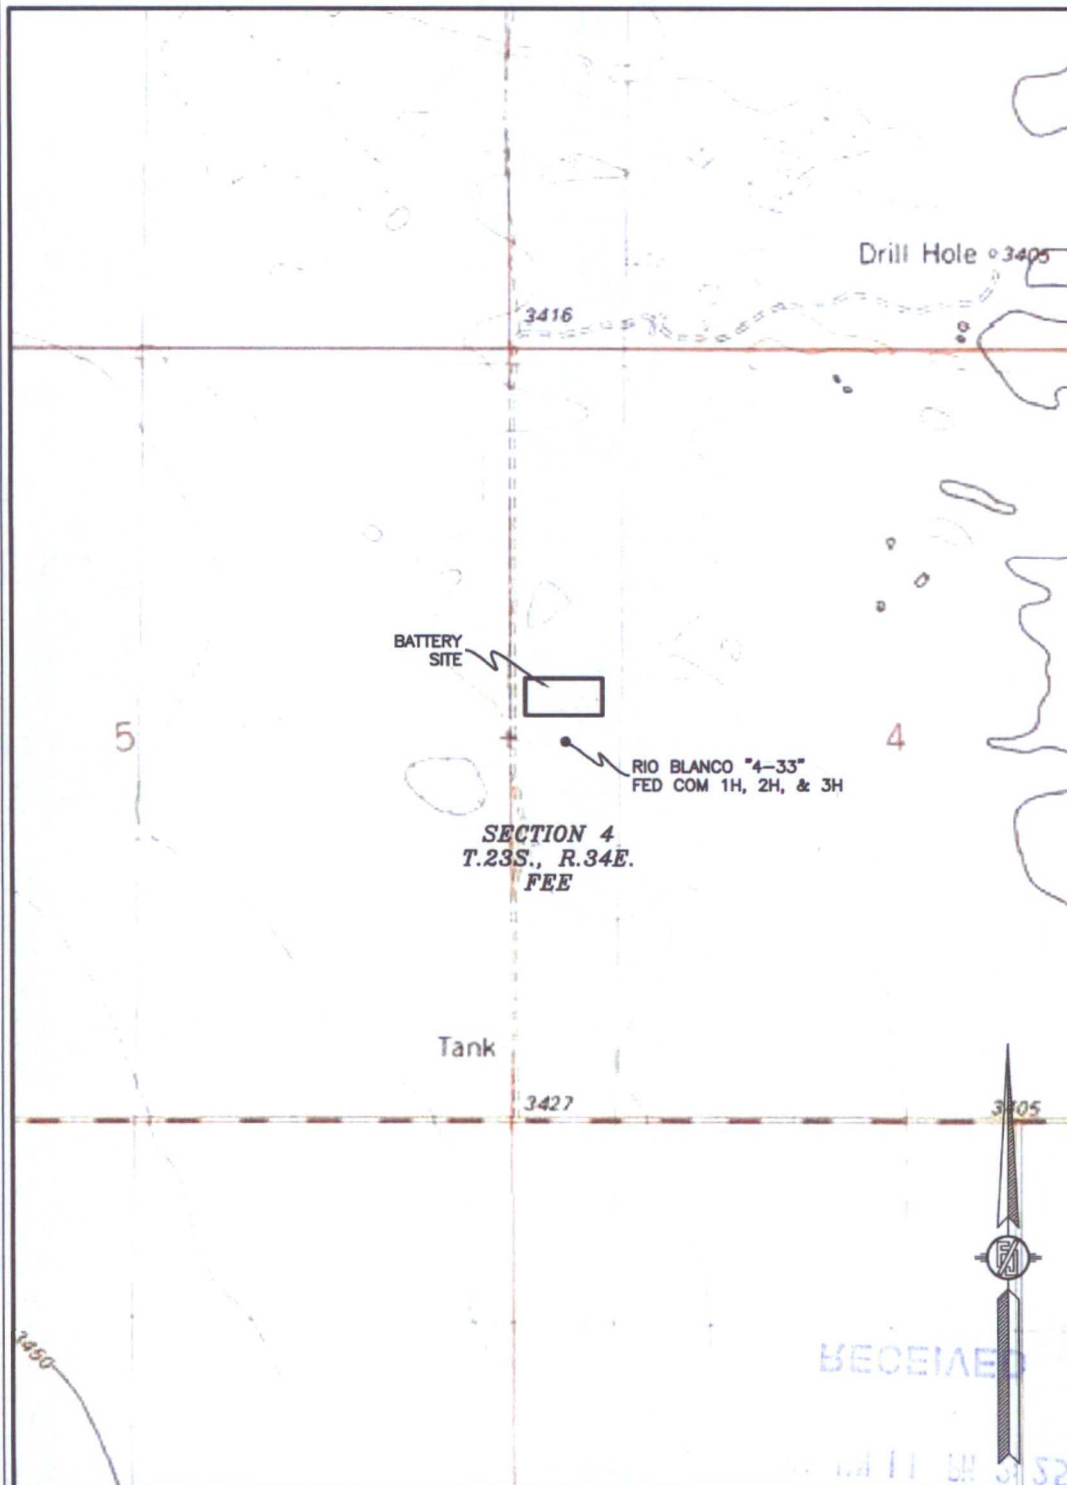 Drill Hole 3405
3416
BATTERY
SITE
5
4
RIO BLANCO "4-33"
FED COM 1H, 2H, & 3H
SECTION 4
T.23S., R.34E.
FEE
Tank
3427
3405
3450
RECEIVED